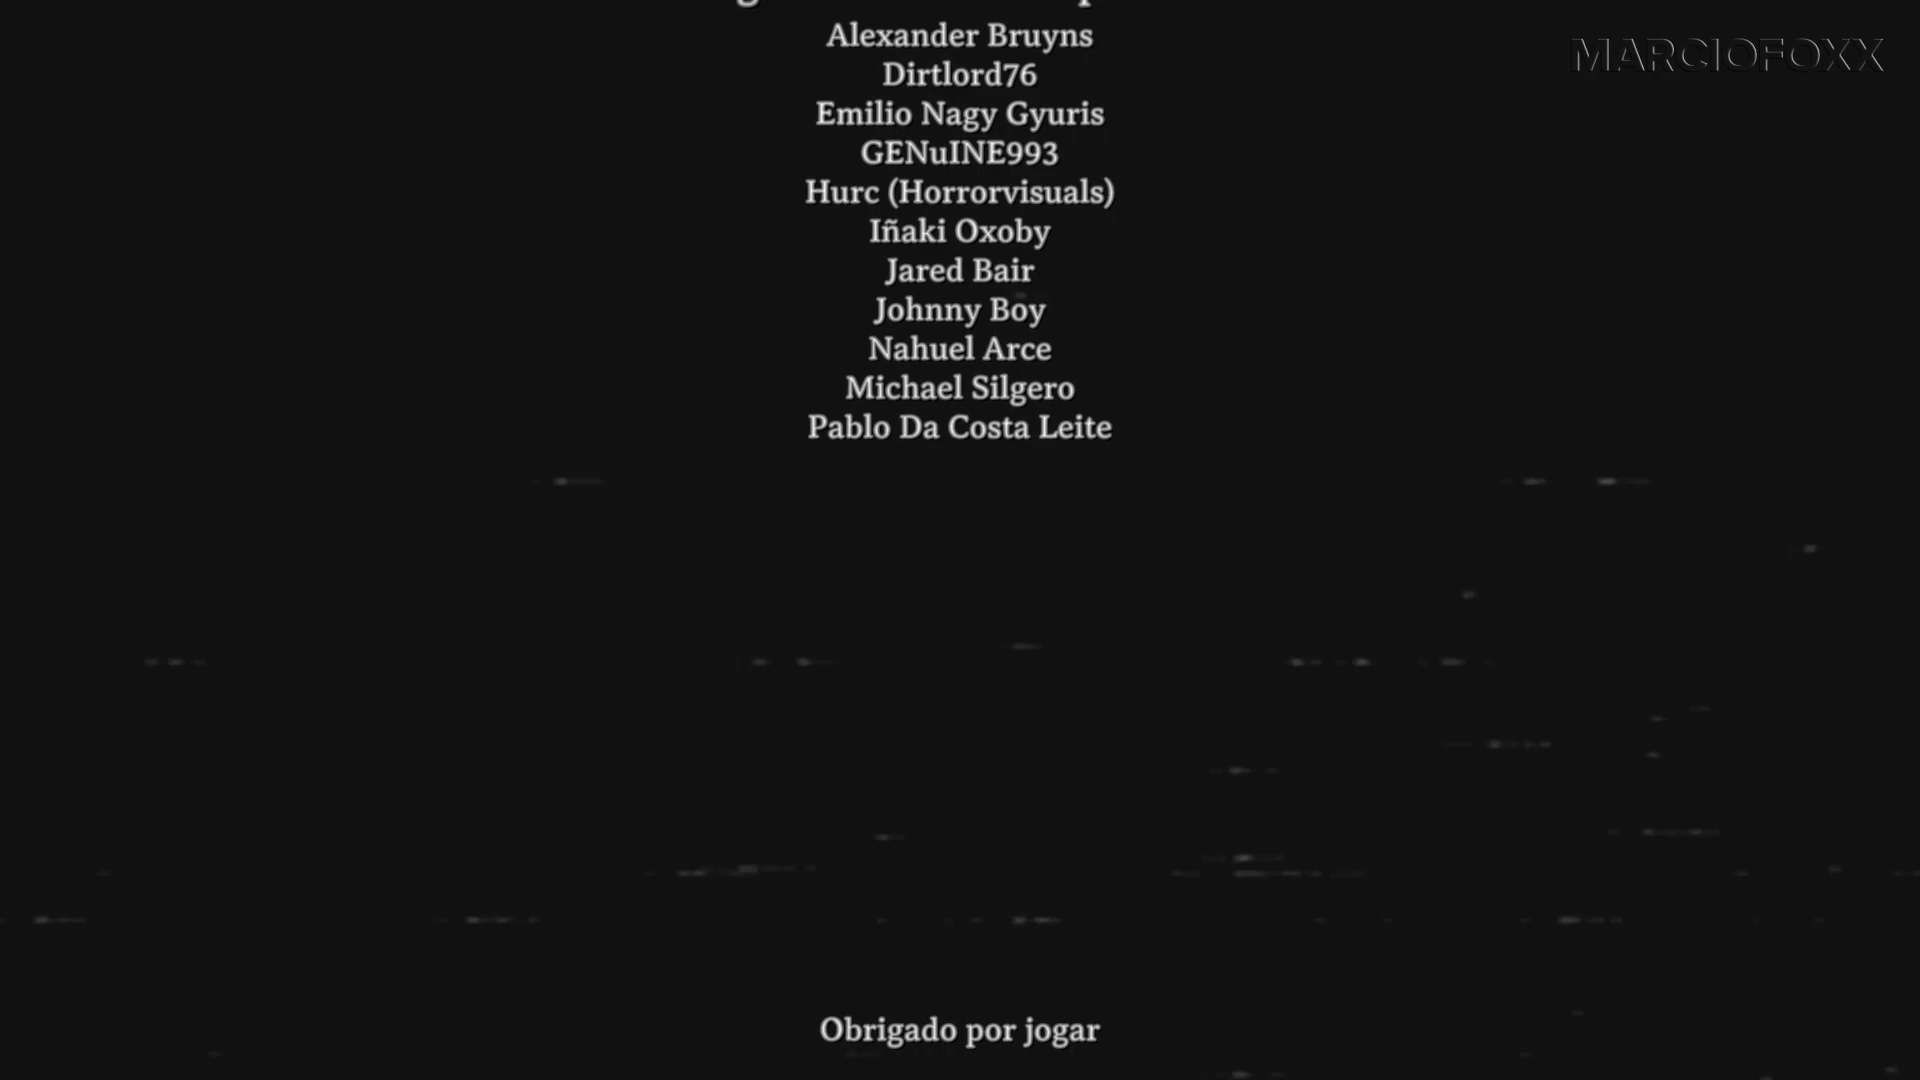 Alexander Bruyns
Dirtlord76
Emilio Nagy Gyuris
GENuINE993
Hurc (Horrorvisuals)
Iñaki Oxoby
Jared Bair
Johnny Boy
Nahuel Arce
Michael Silgero
Pablo Da Costa Leite
MARCIOFOXX
Obrigado por jogar